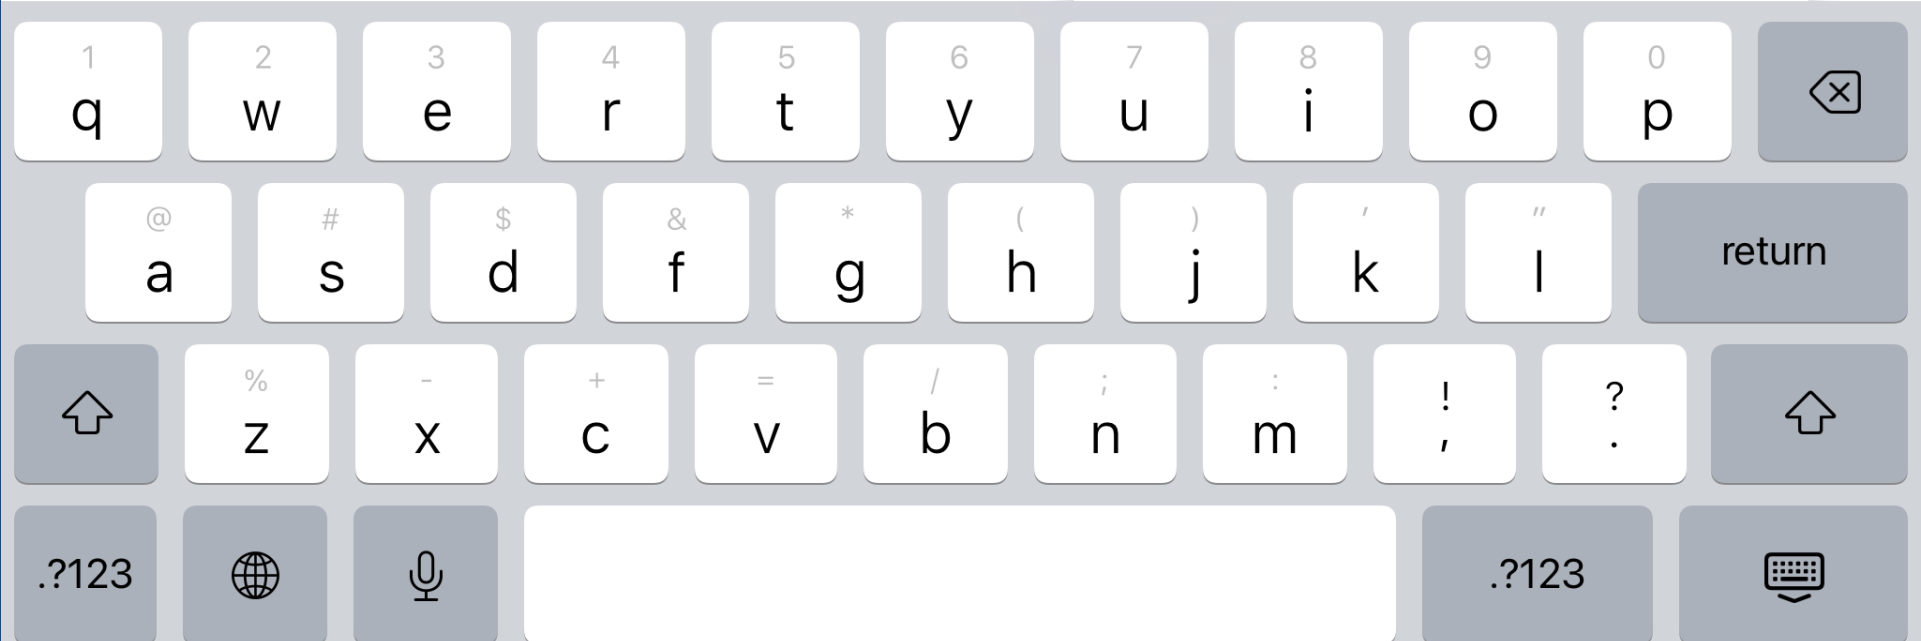 1 2 3 4 5 6 7 8 9 0
q w e r t y u i o p
@ # $ & * ( ) ′ ″
a s d f g h j k l return
% - + = / ; : ! ?
z x c v b n m , .
.?123 .?123